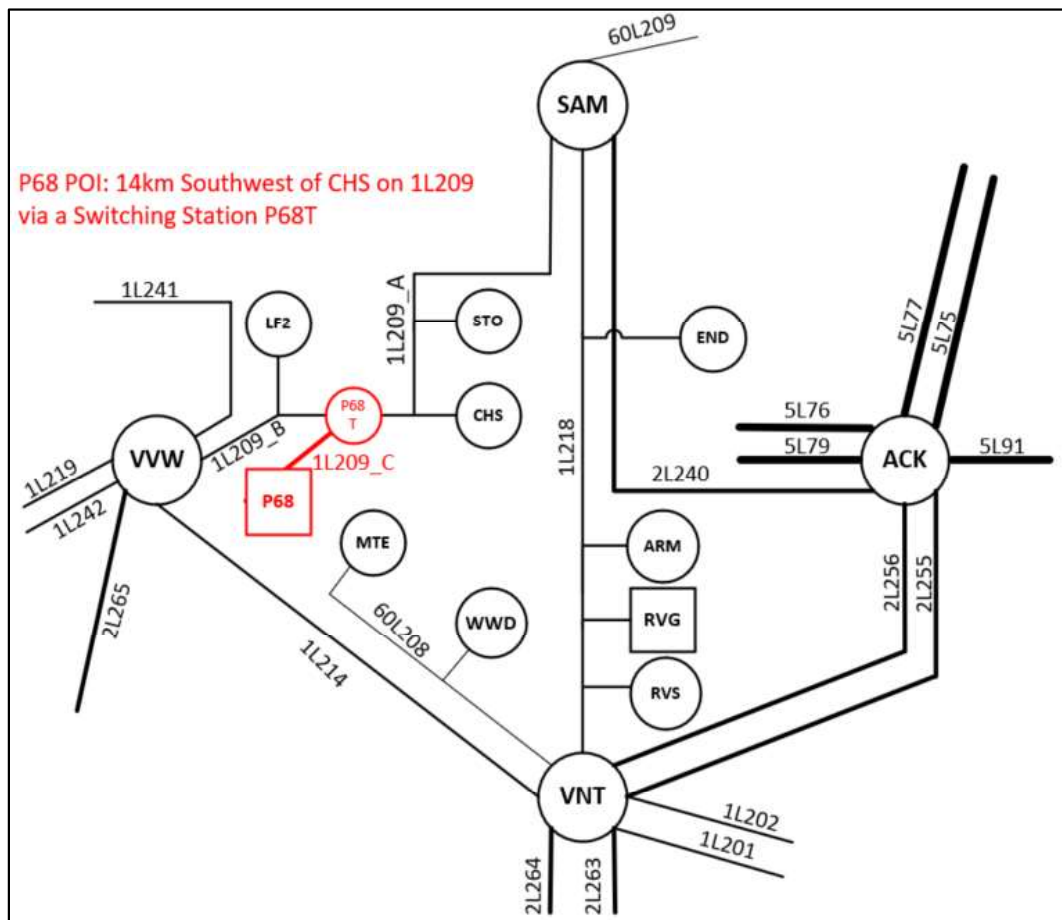 60L209
SAM
P68 POI: 14km Southwest of CHS on 1L209
via a Switching Station P68T
1L241
LF2
1L209_A
STO
END
5L77
5L75
P68
T
CHS
5L76
VVW
1L209_B
1L209_C
1L218
5L79
ACK
5L91
1L219
1L242
P68
2L240
MTE
ARM
2L256
2L255
2L265
60L208
WWD
RVG
1L214
RVS
VNT
1L202
1L201
2L264
2L263